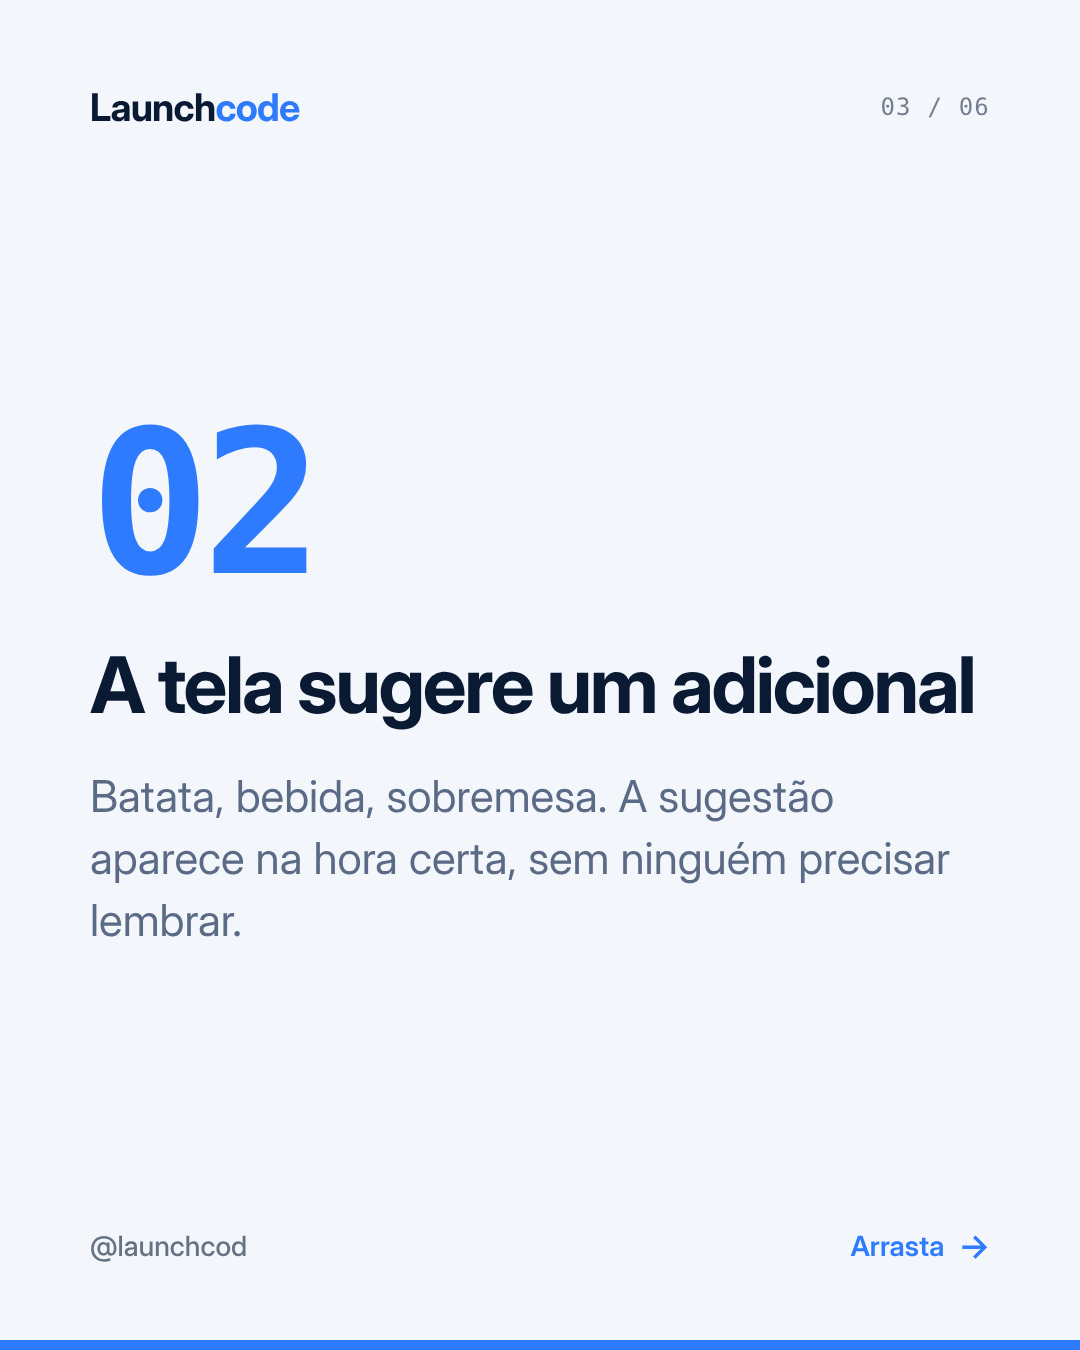 Launchcode
03 / 06
02
A tela sugere um adicional
Batata, bebida, sobremesa. A sugestão
aparece na hora certa, sem ninguém precisar
lembrar.
@launchcod
Arrasta →